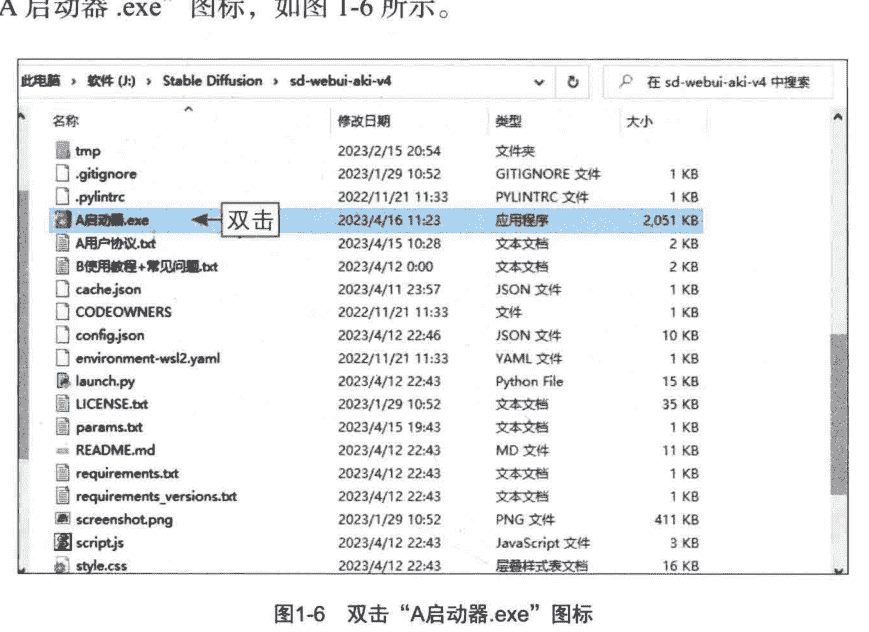 A 启动器 .exe”图标，如图 1-6 所示。
此电脑 › 软件 (J:) › Stable Diffusion › sd-webui-aki-v4 在 sd-webui-aki-v4 中搜索
名称 修改日期 类型 大小
tmp 2023/2/15 20:54 文件夹
.gitignore 2023/1/29 10:52 GITIGNORE 文件 1 KB
.pylintrc 2022/11/21 11:33 PYLINTRC 文件 1 KB
A启动器.exe 双击 2023/4/16 11:23 应用程序 2,051 KB
A用户协议.txt 2023/4/15 10:28 文本文档 2 KB
B使用教程+常见问题.txt 2023/4/12 0:00 文本文档 2 KB
cache.json 2023/4/11 23:57 JSON 文件 1 KB
CODEOWNERS 2022/11/21 11:33 文件 1 KB
config.json 2023/4/12 22:46 JSON 文件 10 KB
environment-wsl2.yaml 2022/11/21 11:33 YAML 文件 1 KB
launch.py 2023/4/12 22:43 Python File 15 KB
LICENSE.txt 2023/1/29 10:52 文本文档 35 KB
params.txt 2023/4/15 19:43 文本文档 1 KB
README.md 2023/4/12 22:43 MD 文件 11 KB
requirements.txt 2023/4/12 22:43 文本文档 1 KB
requirements_versions.txt 2023/4/12 22:43 文本文档 1 KB
screenshot.png 2023/1/29 10:52 PNG 文件 411 KB
script.js 2023/4/12 22:43 JavaScript 文件 3 KB
style.css 2023/4/12 22:43 层叠样式表文档 16 KB
图1-6 双击“A启动器.exe”图标